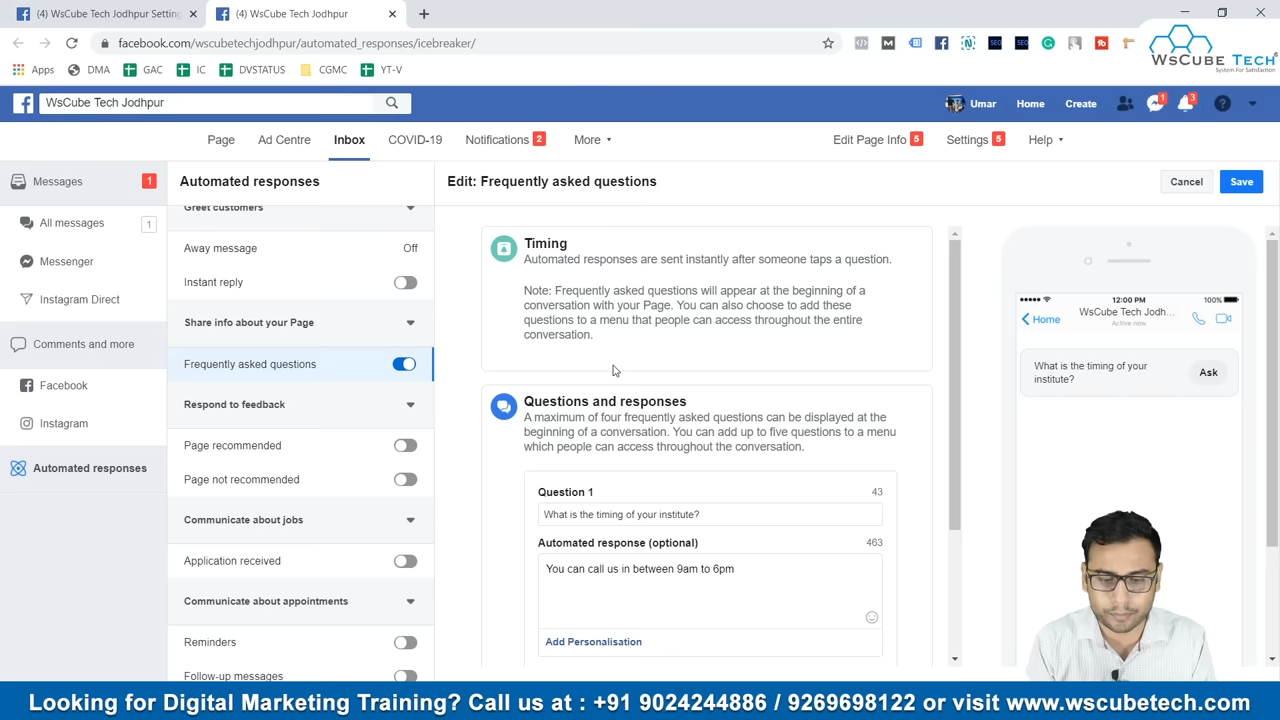 (4) WsCube Tech Jodhpur Setting
(4) WsCube Tech Jodhpur
facebook.com/wscubetechjodhpur/automated_responses/icebreaker/
Apps DMA GAC IC DVSTATUS CGMC YT-V
WsCube Tech
System For Satisfaction
WsCube Tech Jodhpur
Umar Home Create 1 3
Page Ad Centre Inbox COVID-19 Notifications 2 More Edit Page Info 5 Settings 5 Help
Messages 1
All messages 1
Messenger
Instagram Direct
Comments and more
Facebook
Instagram
Automated responses
Automated responses
Greet customers
Away message Off
Instant reply
Share info about your Page
Frequently asked questions
Respond to feedback
Page recommended
Page not recommended
Communicate about jobs
Application received
Communicate about appointments
Reminders
Follow-up messages
Edit: Frequently asked questions Cancel Save
Timing
Automated responses are sent instantly after someone taps a question.
Note: Frequently asked questions will appear at the beginning of a
conversation with your Page. You can also choose to add these
questions to a menu that people can access throughout the entire
conversation.
Questions and responses
A maximum of four frequently asked questions can be displayed at the
beginning of a conversation. You can add up to five questions to a menu
which people can access throughout the conversation.
Question 1 43
What is the timing of your institute?
Automated response (optional) 463
You can call us in between 9am to 6pm
Add Personalisation
12:00 PM 100%
Home WsCube Tech Jodh...
Active now
What is the timing of your
institute?
Ask
Looking for Digital Marketing Training? Call us at : +91 9024244886 / 9269698122 or visit www.wscubetech.com